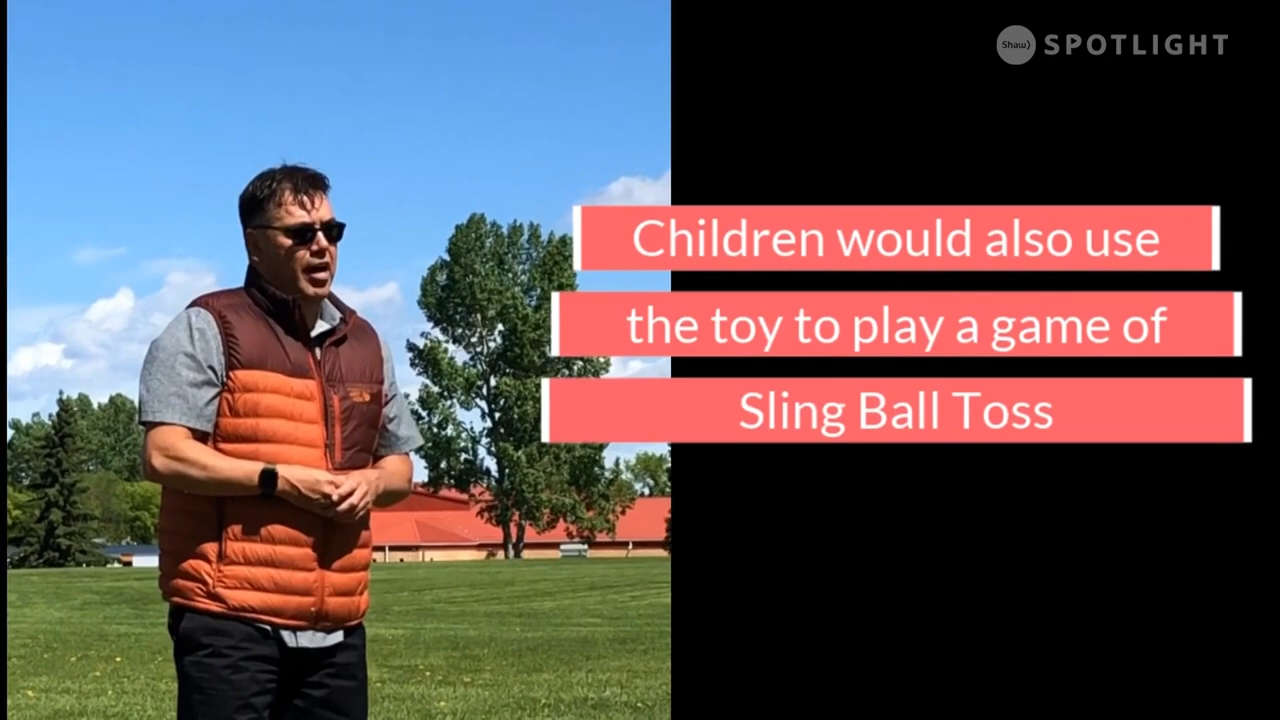 Shaw) SPOTLIGHT
Children would also use
the toy to play a game of
Sling Ball Toss